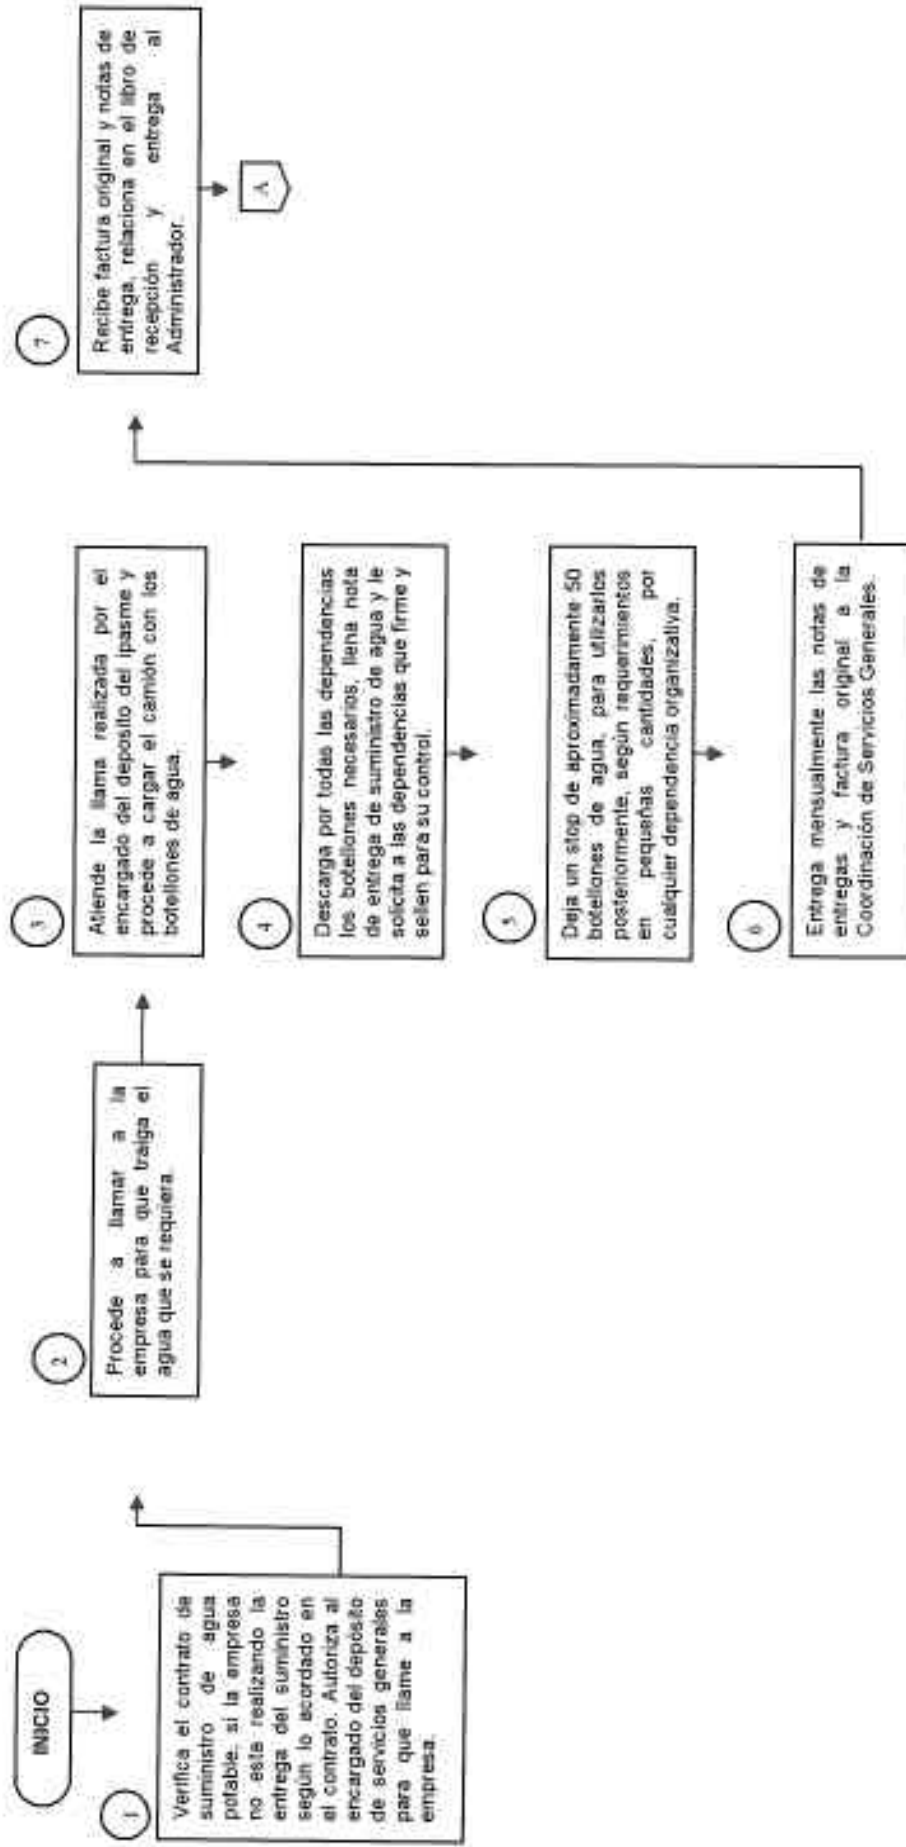 INICIO
1
Verifica el contrato de
suministro de agua
potable, si la empresa
no esta realizando la
entrega del suministro
según lo acordado en
el contrato. Autoriza al
encargado del depósito
de servicios generales
para que llame a la
empresa.
2
Procede a llamar a la
empresa para que traiga el
agua que se requiera.
3
Atiende la llama realizada por el
encargado del deposito del ipasme y
procede a cargar el camión con los
botellones de agua.
4
Descarga por todas las dependencias
los botellones necesarios, llena nota
de entrega de suministro de agua y le
solicita a las dependencias que firme y
sellen para su control.
5
Deja un stop de aproximadamente 50
botellones de agua, para utilizarlos
posteriormente, según requerimientos
en pequeñas cantidades, por
cualquier dependencia organizativa.
6
Entrega mensualmente las notas de
entregas y factura original a la
Coordinación de Servicios Generales.
7
Recibe factura original y notas de
entrega, relaciona en el libro de
recepción y entrega al
Administrador.
A